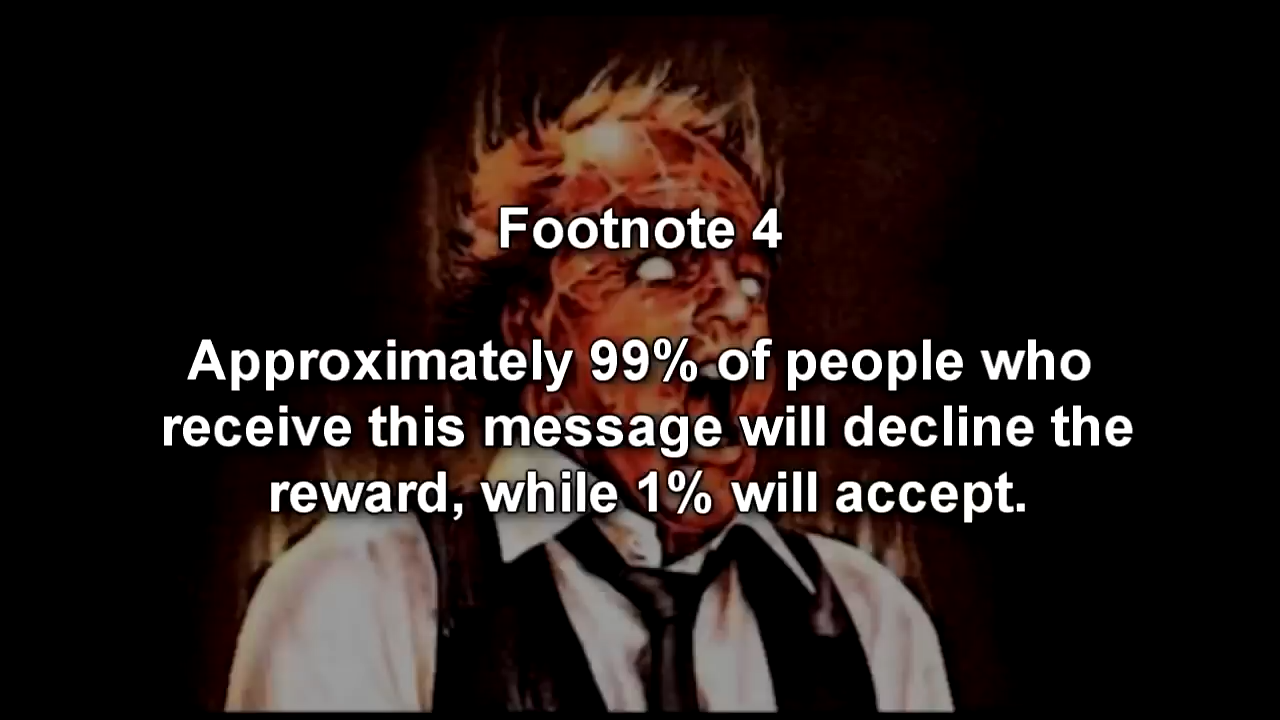 Footnote 4
Approximately 99% of people who
receive this message will decline the
reward, while 1% will accept.